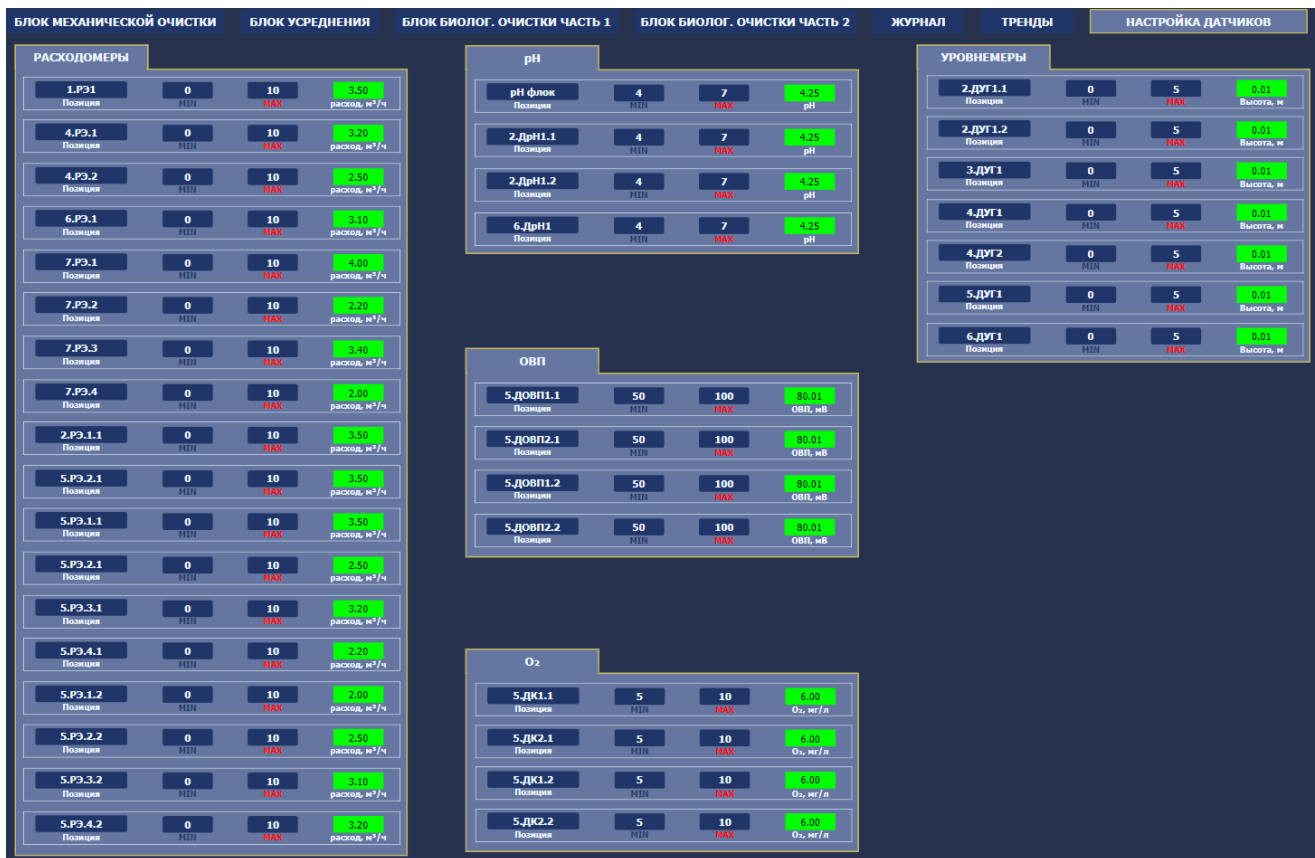 БЛОК МЕХАНИЧЕСКОЙ ОЧИСТКИ БЛОК УСРЕДНЕНИЯ БЛОК БИОЛОГ. ОЧИСТКИ ЧАСТЬ 1 БЛОК БИОЛОГ. ОЧИСТКИ ЧАСТЬ 2 ЖУРНАЛ ТРЕНДЫ НАСТРОЙКА ДАТЧИКОВ
РАСХОДОМЕРЫ
1.РЭ1 0 10 3.50
Позиция MIN MAX расход, м³/ч
4.РЭ.1 0 10 3.20
Позиция MIN MAX расход, м³/ч
4.РЭ.2 0 10 2.50
Позиция MIN MAX расход, м³/ч
6.РЭ.1 0 10 3.10
Позиция MIN MAX расход, м³/ч
7.РЭ.1 0 10 4.00
Позиция MIN MAX расход, м³/ч
7.РЭ.2 0 10 2.20
Позиция MIN MAX расход, м³/ч
7.РЭ.3 0 10 3.40
Позиция MIN MAX расход, м³/ч
7.РЭ.4 0 10 2.00
Позиция MIN MAX расход, м³/ч
2.РЭ.1.1 0 10 3.50
Позиция MIN MAX расход, м³/ч
5.РЭ.2.1 0 10 3.50
Позиция MIN MAX расход, м³/ч
5.РЭ.1.1 0 10 3.50
Позиция MIN MAX расход, м³/ч
5.РЭ.2.1 0 10 2.50
Позиция MIN MAX расход, м³/ч
5.РЭ.3.1 0 10 3.20
Позиция MIN MAX расход, м³/ч
5.РЭ.4.1 0 10 2.20
Позиция MIN MAX расход, м³/ч
5.РЭ.1.2 0 10 2.00
Позиция MIN MAX расход, м³/ч
5.РЭ.2.2 0 10 2.50
Позиция MIN MAX расход, м³/ч
5.РЭ.3.2 0 10 3.10
Позиция MIN MAX расход, м³/ч
5.РЭ.4.2 0 10 3.20
Позиция MIN MAX расход, м³/ч
pH
pH флок 4 7 4.25
Позиция MIN MAX pH
2.ДpH1.1 4 7 4.25
Позиция MIN MAX pH
2.ДpH1.2 4 7 4.25
Позиция MIN MAX pH
6.ДpH1 4 7 4.25
Позиция MIN MAX pH
ОВП
5.ДОВП1.1 50 100 80.01
Позиция MIN MAX ОВП, мВ
5.ДОВП2.1 50 100 80.01
Позиция MIN MAX ОВП, мВ
5.ДОВП1.2 50 100 80.01
Позиция MIN MAX ОВП, мВ
5.ДОВП2.2 50 100 80.01
Позиция MIN MAX ОВП, мВ
O₂
5.ДК1.1 5 10 6.00
Позиция MIN MAX O₂, мг/л
5.ДК2.1 5 10 6.00
Позиция MIN MAX O₂, мг/л
5.ДК1.2 5 10 6.00
Позиция MIN MAX O₂, мг/л
5.ДК2.2 5 10 6.00
Позиция MIN MAX O₂, мг/л
УРОВНЕМЕРЫ
2.ДУГ1.1 0 5 0.01
Позиция MIN MAX Высота, м
2.ДУГ1.2 0 5 0.01
Позиция MIN MAX Высота, м
3.ДУГ1 0 5 0.01
Позиция MIN MAX Высота, м
4.ДУГ1 0 5 0.01
Позиция MIN MAX Высота, м
4.ДУГ2 0 5 0.01
Позиция MIN MAX Высота, м
5.ДУГ1 0 5 0.01
Позиция MIN MAX Высота, м
6.ДУГ1 0 5 0.01
Позиция MIN MAX Высота, м